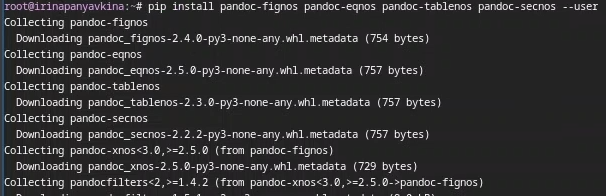 root@irinapanyavkina:~# pip install pandoc-fignos pandoc-eqnos pandoc-tablenos pandoc-secnos --user
Collecting pandoc-fignos
Downloading pandoc_fignos-2.4.0-py3-none-any.whl.metadata (754 bytes)
Collecting pandoc-eqnos
Downloading pandoc_eqnos-2.5.0-py3-none-any.whl.metadata (757 bytes)
Collecting pandoc-tablenos
Downloading pandoc_tablenos-2.3.0-py3-none-any.whl.metadata (757 bytes)
Collecting pandoc-secnos
Downloading pandoc_secnos-2.2.2-py3-none-any.whl.metadata (757 bytes)
Collecting pandoc-xnos<3.0,>=2.5.0 (from pandoc-fignos)
Downloading pandoc_xnos-2.5.0-py3-none-any.whl.metadata (729 bytes)
Collecting pandocfilters<2,>=1.4.2 (from pandoc-xnos<3.0,>=2.5.0->pandoc-fignos)